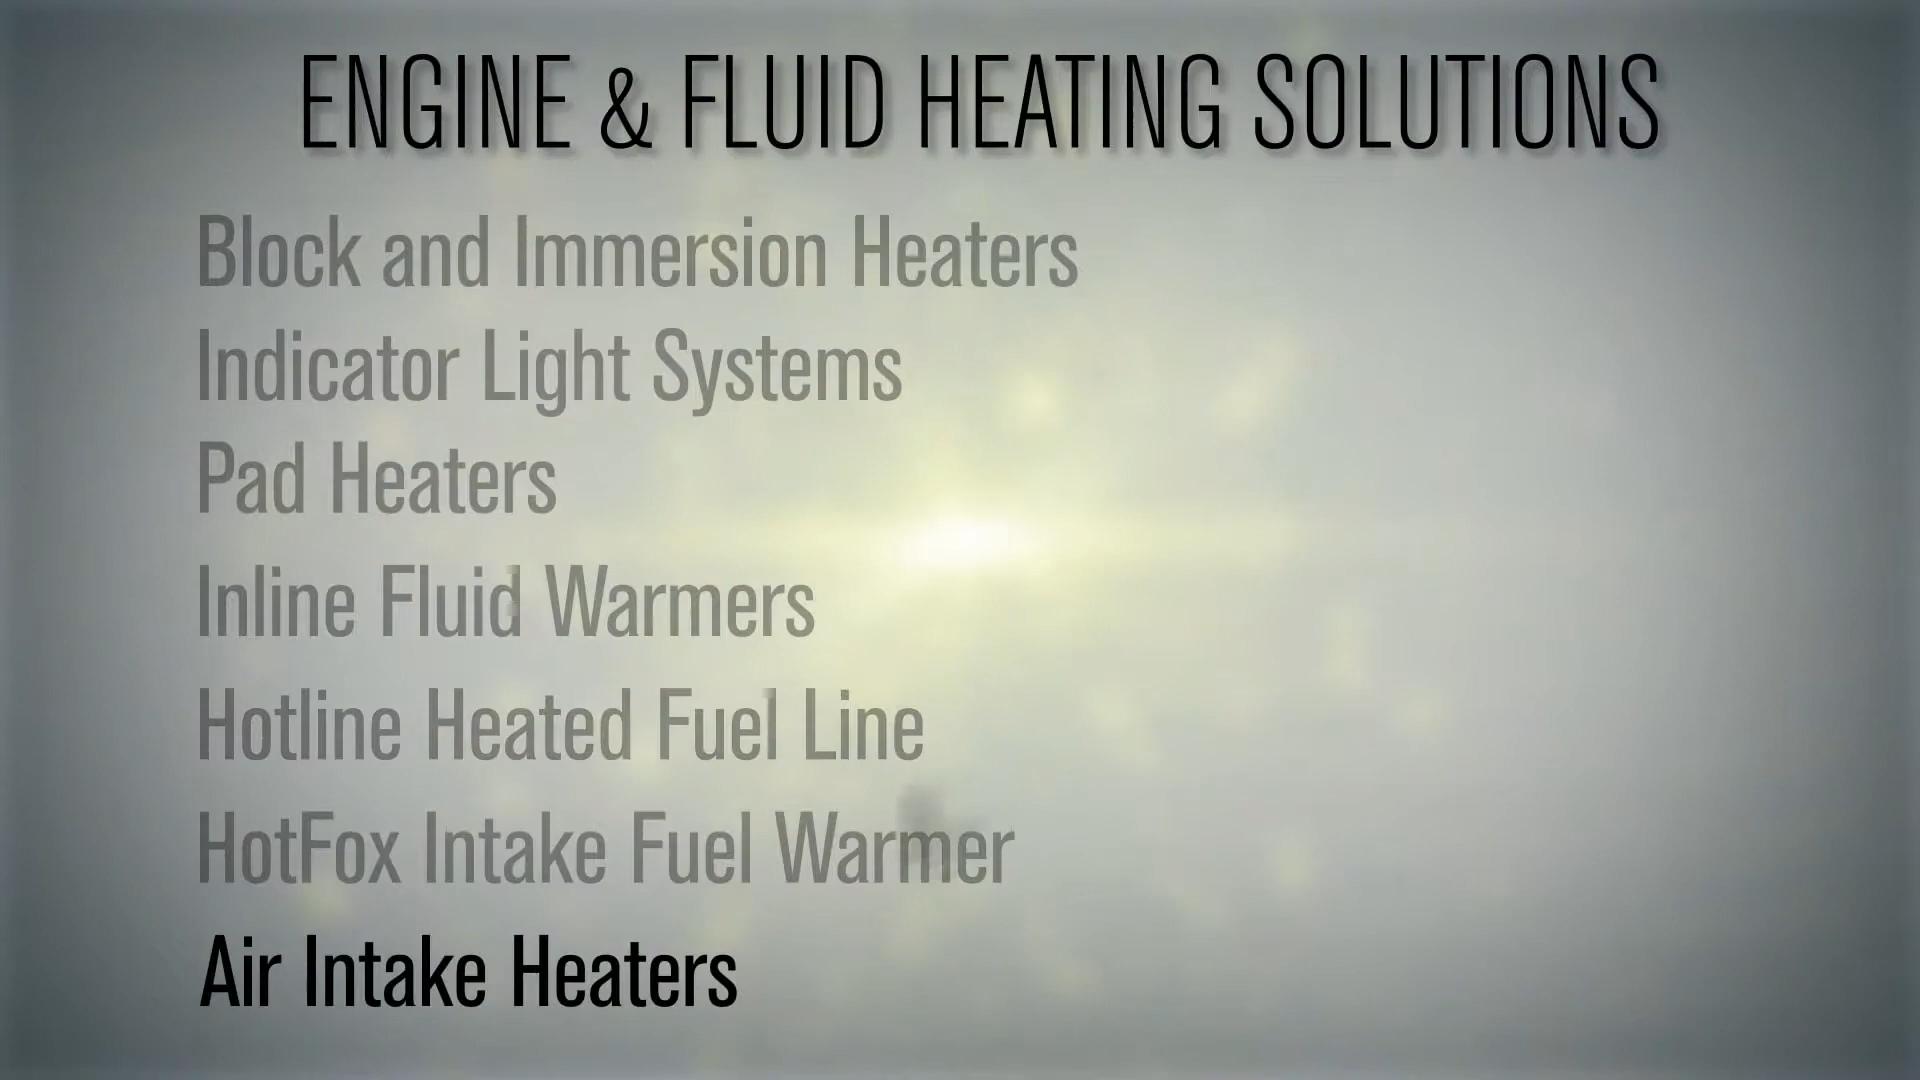 ENGINE & FLUID HEATING SOLUTIONS
Block and Immersion Heaters
Indicator Light Systems
Pad Heaters
Inline Fluid Warmers
Hotline Heated Fuel Line
HotFox Intake Fuel Warmer
Air Intake Heaters